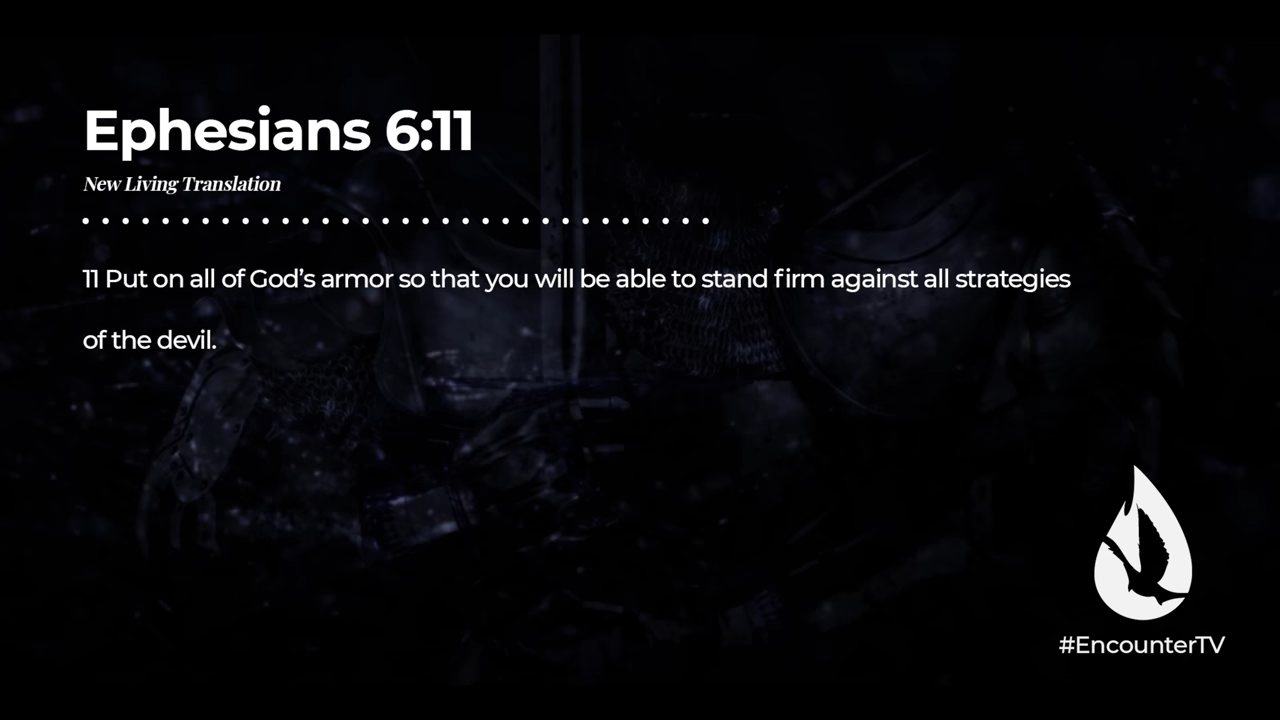 Ephesians 6:11
New Living Translation
11 Put on all of God’s armor so that you will be able to stand firm against all strategies
of the devil.
#EncounterTV